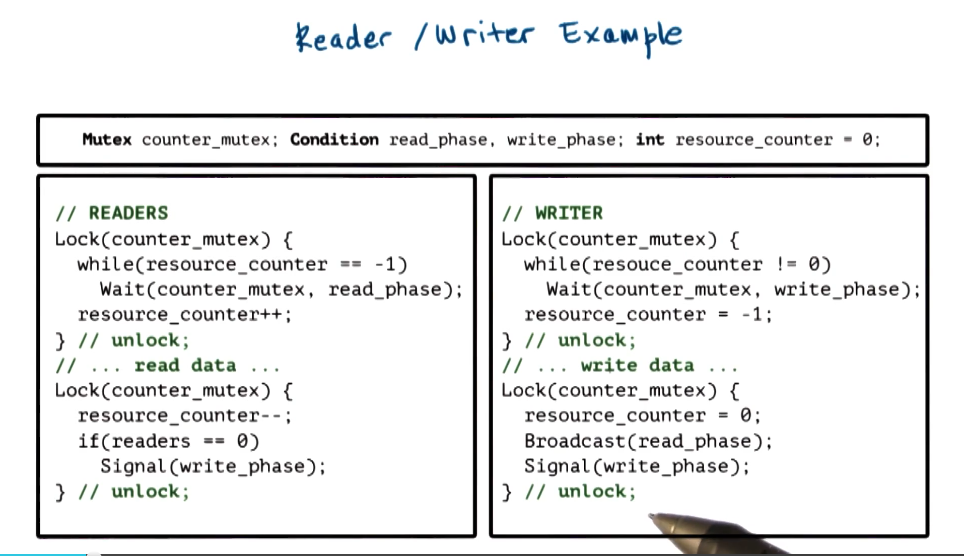 Reader / Writer Example
Mutex counter_mutex; Condition read_phase, write_phase; int resource_counter = 0;
// READERS
Lock(counter_mutex) {
while(resource_counter == -1)
Wait(counter_mutex, read_phase);
resource_counter++;
} // unlock;
// ... read data ...
Lock(counter_mutex) {
resource_counter--;
if(readers == 0)
Signal(write_phase);
} // unlock;
// WRITER
Lock(counter_mutex) {
while(resouce_counter != 0)
Wait(counter_mutex, write_phase);
resource_counter = -1;
} // unlock;
// ... write data ...
Lock(counter_mutex) {
resource_counter = 0;
Broadcast(read_phase);
Signal(write_phase);
} // unlock;